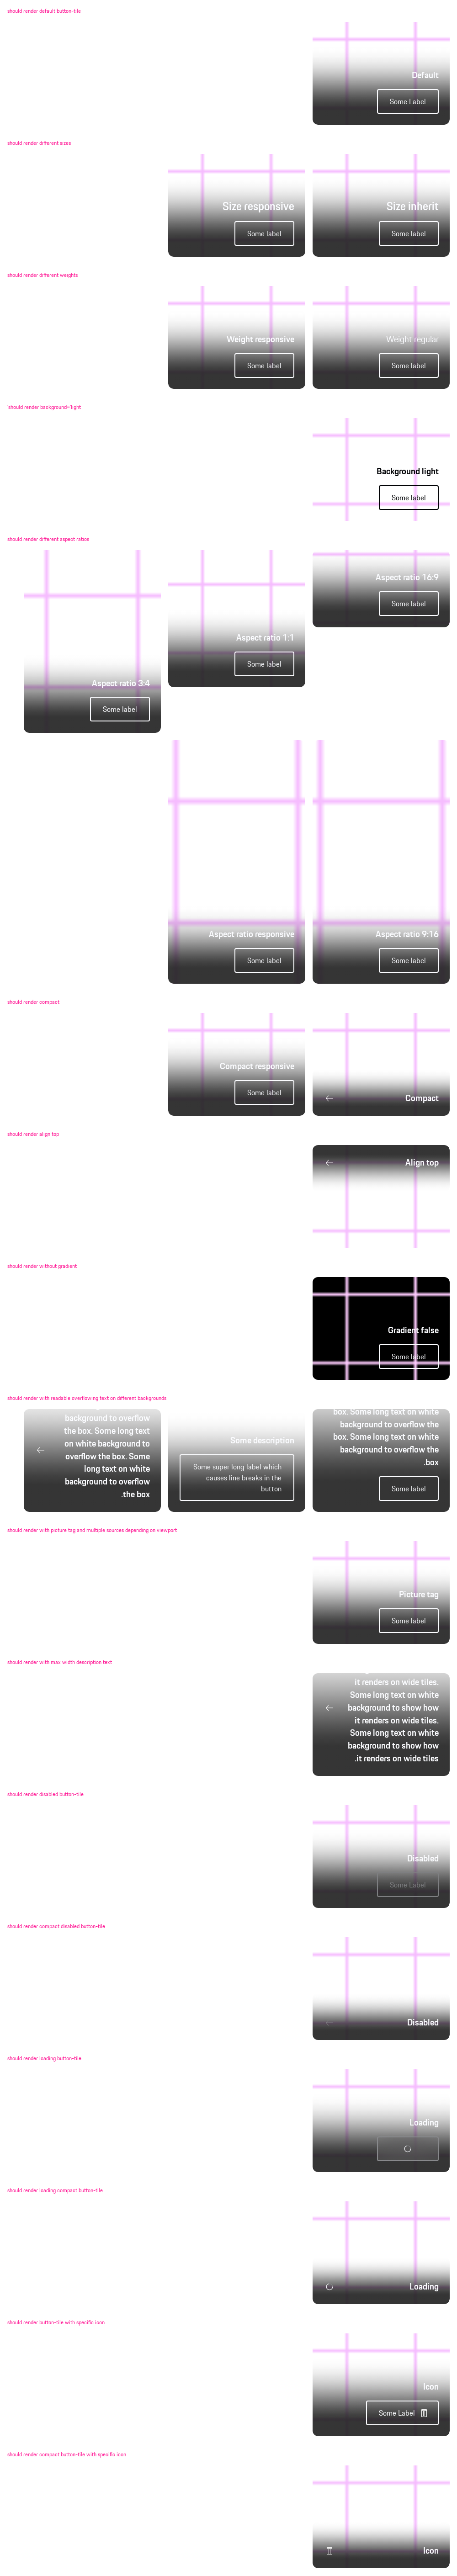 should render default button-tile
Default
Some Label
should render different sizes
Size inherit
Size responsive
Some label
Some label
should render different weights
Weight regular
Weight responsive
Some label
Some label
'should render background='light
Background light
Some label
should render different aspect ratios
Aspect ratio 16:9
Some label
Aspect ratio 1:1
Some label
Aspect ratio 3:4
Some label
Aspect ratio 9:16
Aspect ratio responsive
Some label
Some label
should render compact
Compact
Compact responsive
Some label
should render align top
Align top
should render without gradient
Gradient false
Some label
should render with readable overflowing text on different backgrounds
box. Some long text on white
background to overflow the
box. Some long text on white
background to overflow the
.box
Some label
Some description
Some super long label which
causes line breaks in the
button
background to overflow
the box. Some long text
on white background to
overflow the box. Some
long text on white
background to overflow
.the box
should render with picture tag and multiple sources depending on viewport
Picture tag
Some label
should render with max width description text
it renders on wide tiles.
Some long text on white
background to show how
it renders on wide tiles.
Some long text on white
background to show how
.it renders on wide tiles
should render disabled button-tile
Disabled
Some Label
should render compact disabled button-tile
Disabled
should render loading button-tile
Loading
should render loading compact button-tile
Loading
should render button-tile with specific icon
Icon
Some Label
should render compact button-tile with specific icon
Icon